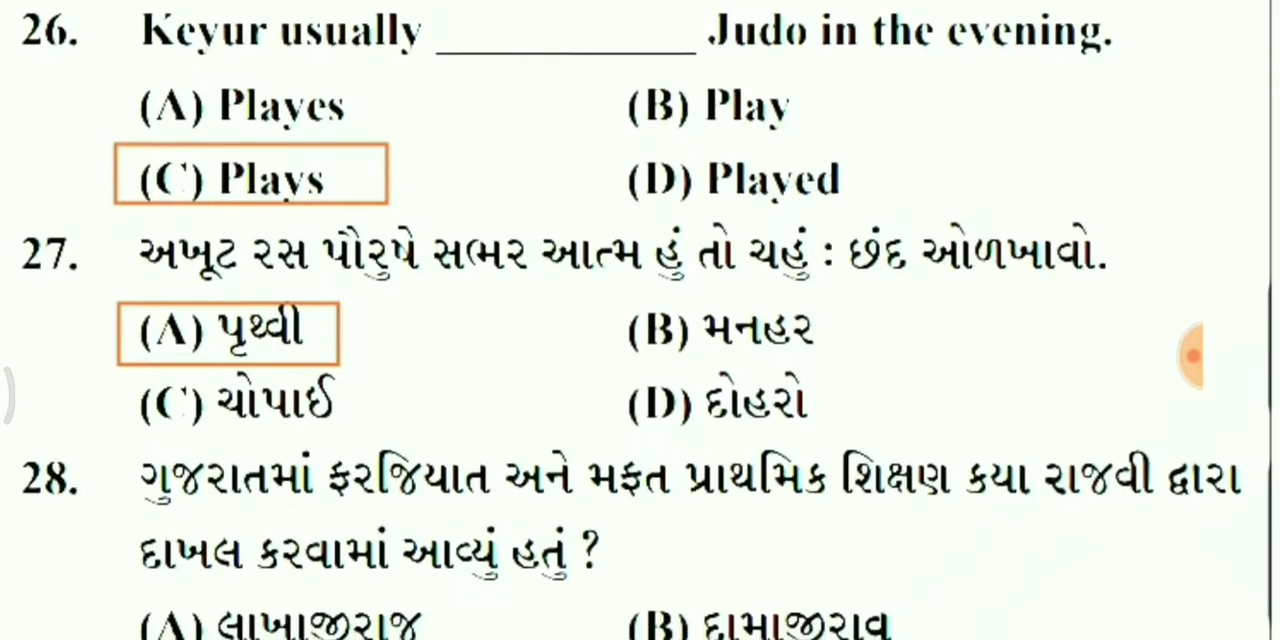 26. Keyur usually ____________ Judo in the evening.
(A) Playes (B) Play
(C) Plays (D) Played
27. અખૂટ રસ પૌરુષે સભર આત્મ હું તો ચહું : છંદ ઓળખાવો.
(A) પૃથ્વી (B) મનહર
(C) ચોપાઈ (D) દોહરો
28. ગુજરાતમાં ફરજિયાત અને મફત પ્રાથમિક શિક્ષણ કયા રાજવી દ્વારા
દાખલ કરવામાં આવ્યું હતું ?
(A) લાખાજીરાજ (B) દામાજીરાવ